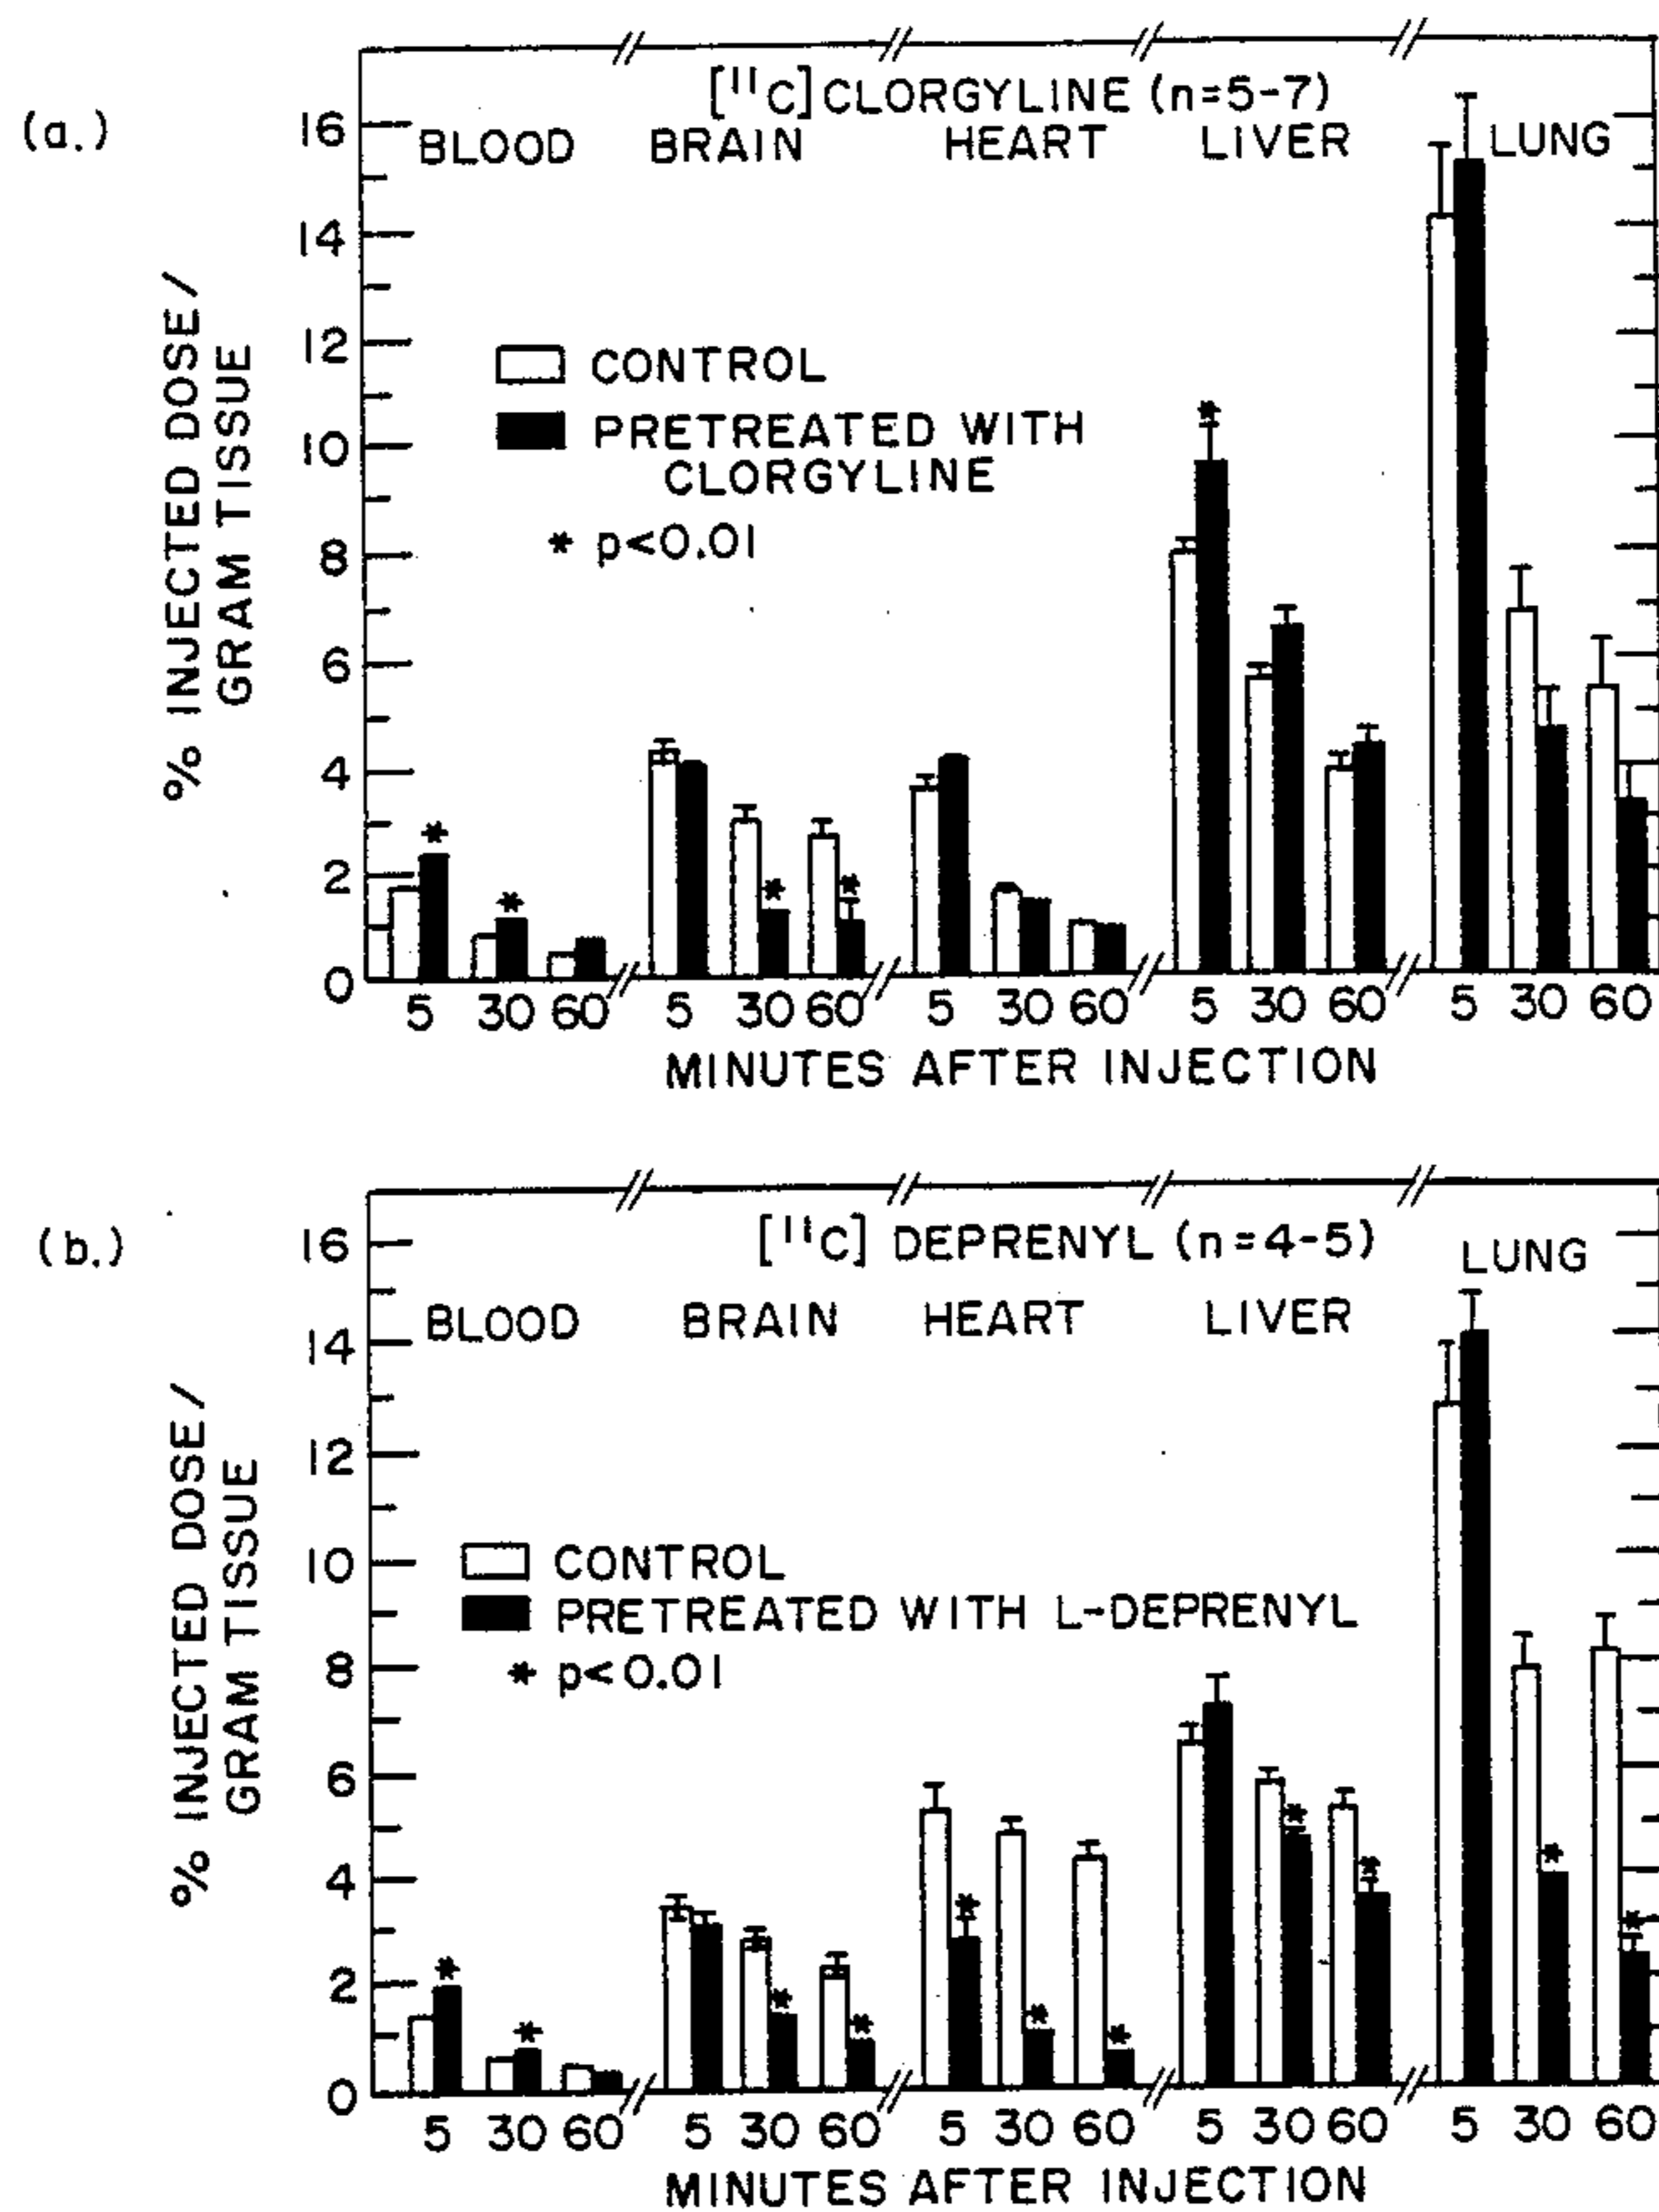 (a.)
[¹¹C] CLORGYLINE (n=5-7)
BLOOD BRAIN HEART LIVER LUNG
16
14
12
10
8
6
4
2
0
% INJECTED DOSE/
GRAM TISSUE
CONTROL
PRETREATED WITH
CLORGYLINE
* p<0.01
*
*
*
*
*
5 30 60 5 30 60 5 30 60 5 30 60 5 30 60
MINUTES AFTER INJECTION
(b.)
[¹¹C] DEPRENYL (n=4-5)
LUNG
BLOOD BRAIN HEART LIVER
16
14
12
10
8
6
4
2
0
% INJECTED DOSE/
GRAM TISSUE
CONTROL
PRETREATED WITH L-DEPRENYL
* p<0.01
*
*
*
*
*
*
*
*
*
*
*
5 30 60 5 30 60 5 30 60 5 30 60 5 30 60
MINUTES AFTER INJECTION